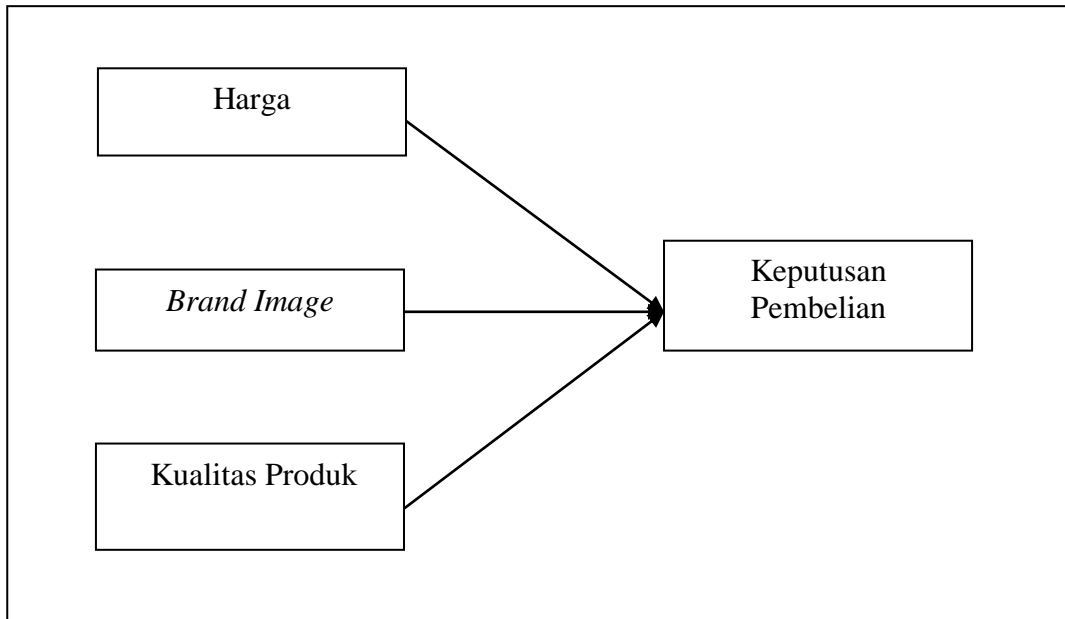 Harga
Brand Image
Keputusan
Pembelian
Kualitas Produk